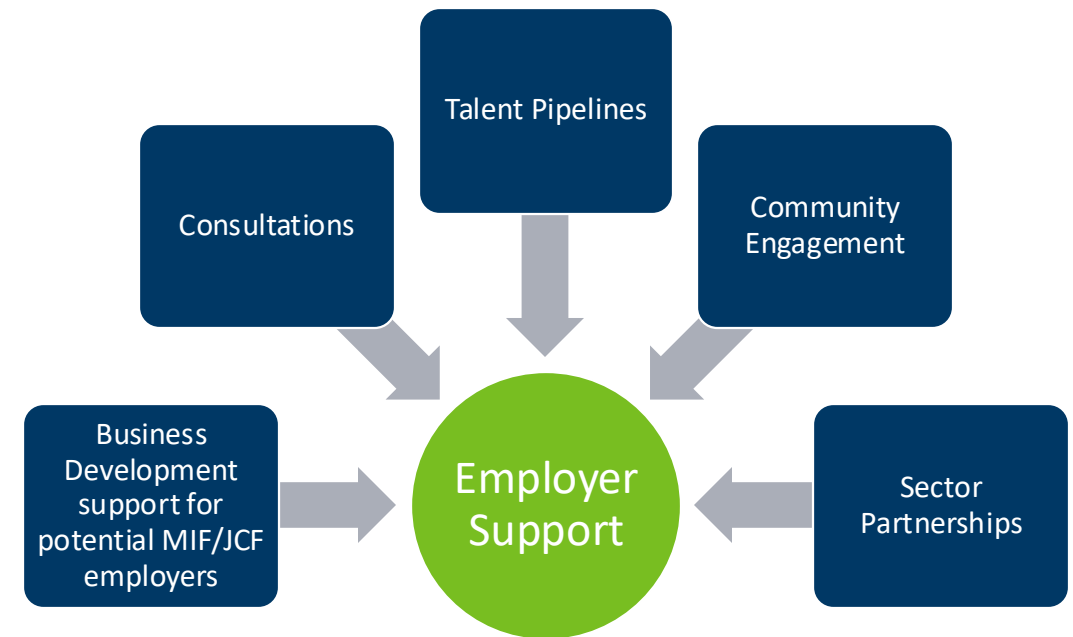 Talent Pipelines
Consultations
Community
Engagement
Business
Development
support for
potential MIF/JCF
employers
Employer
Support
Sector
Partnerships